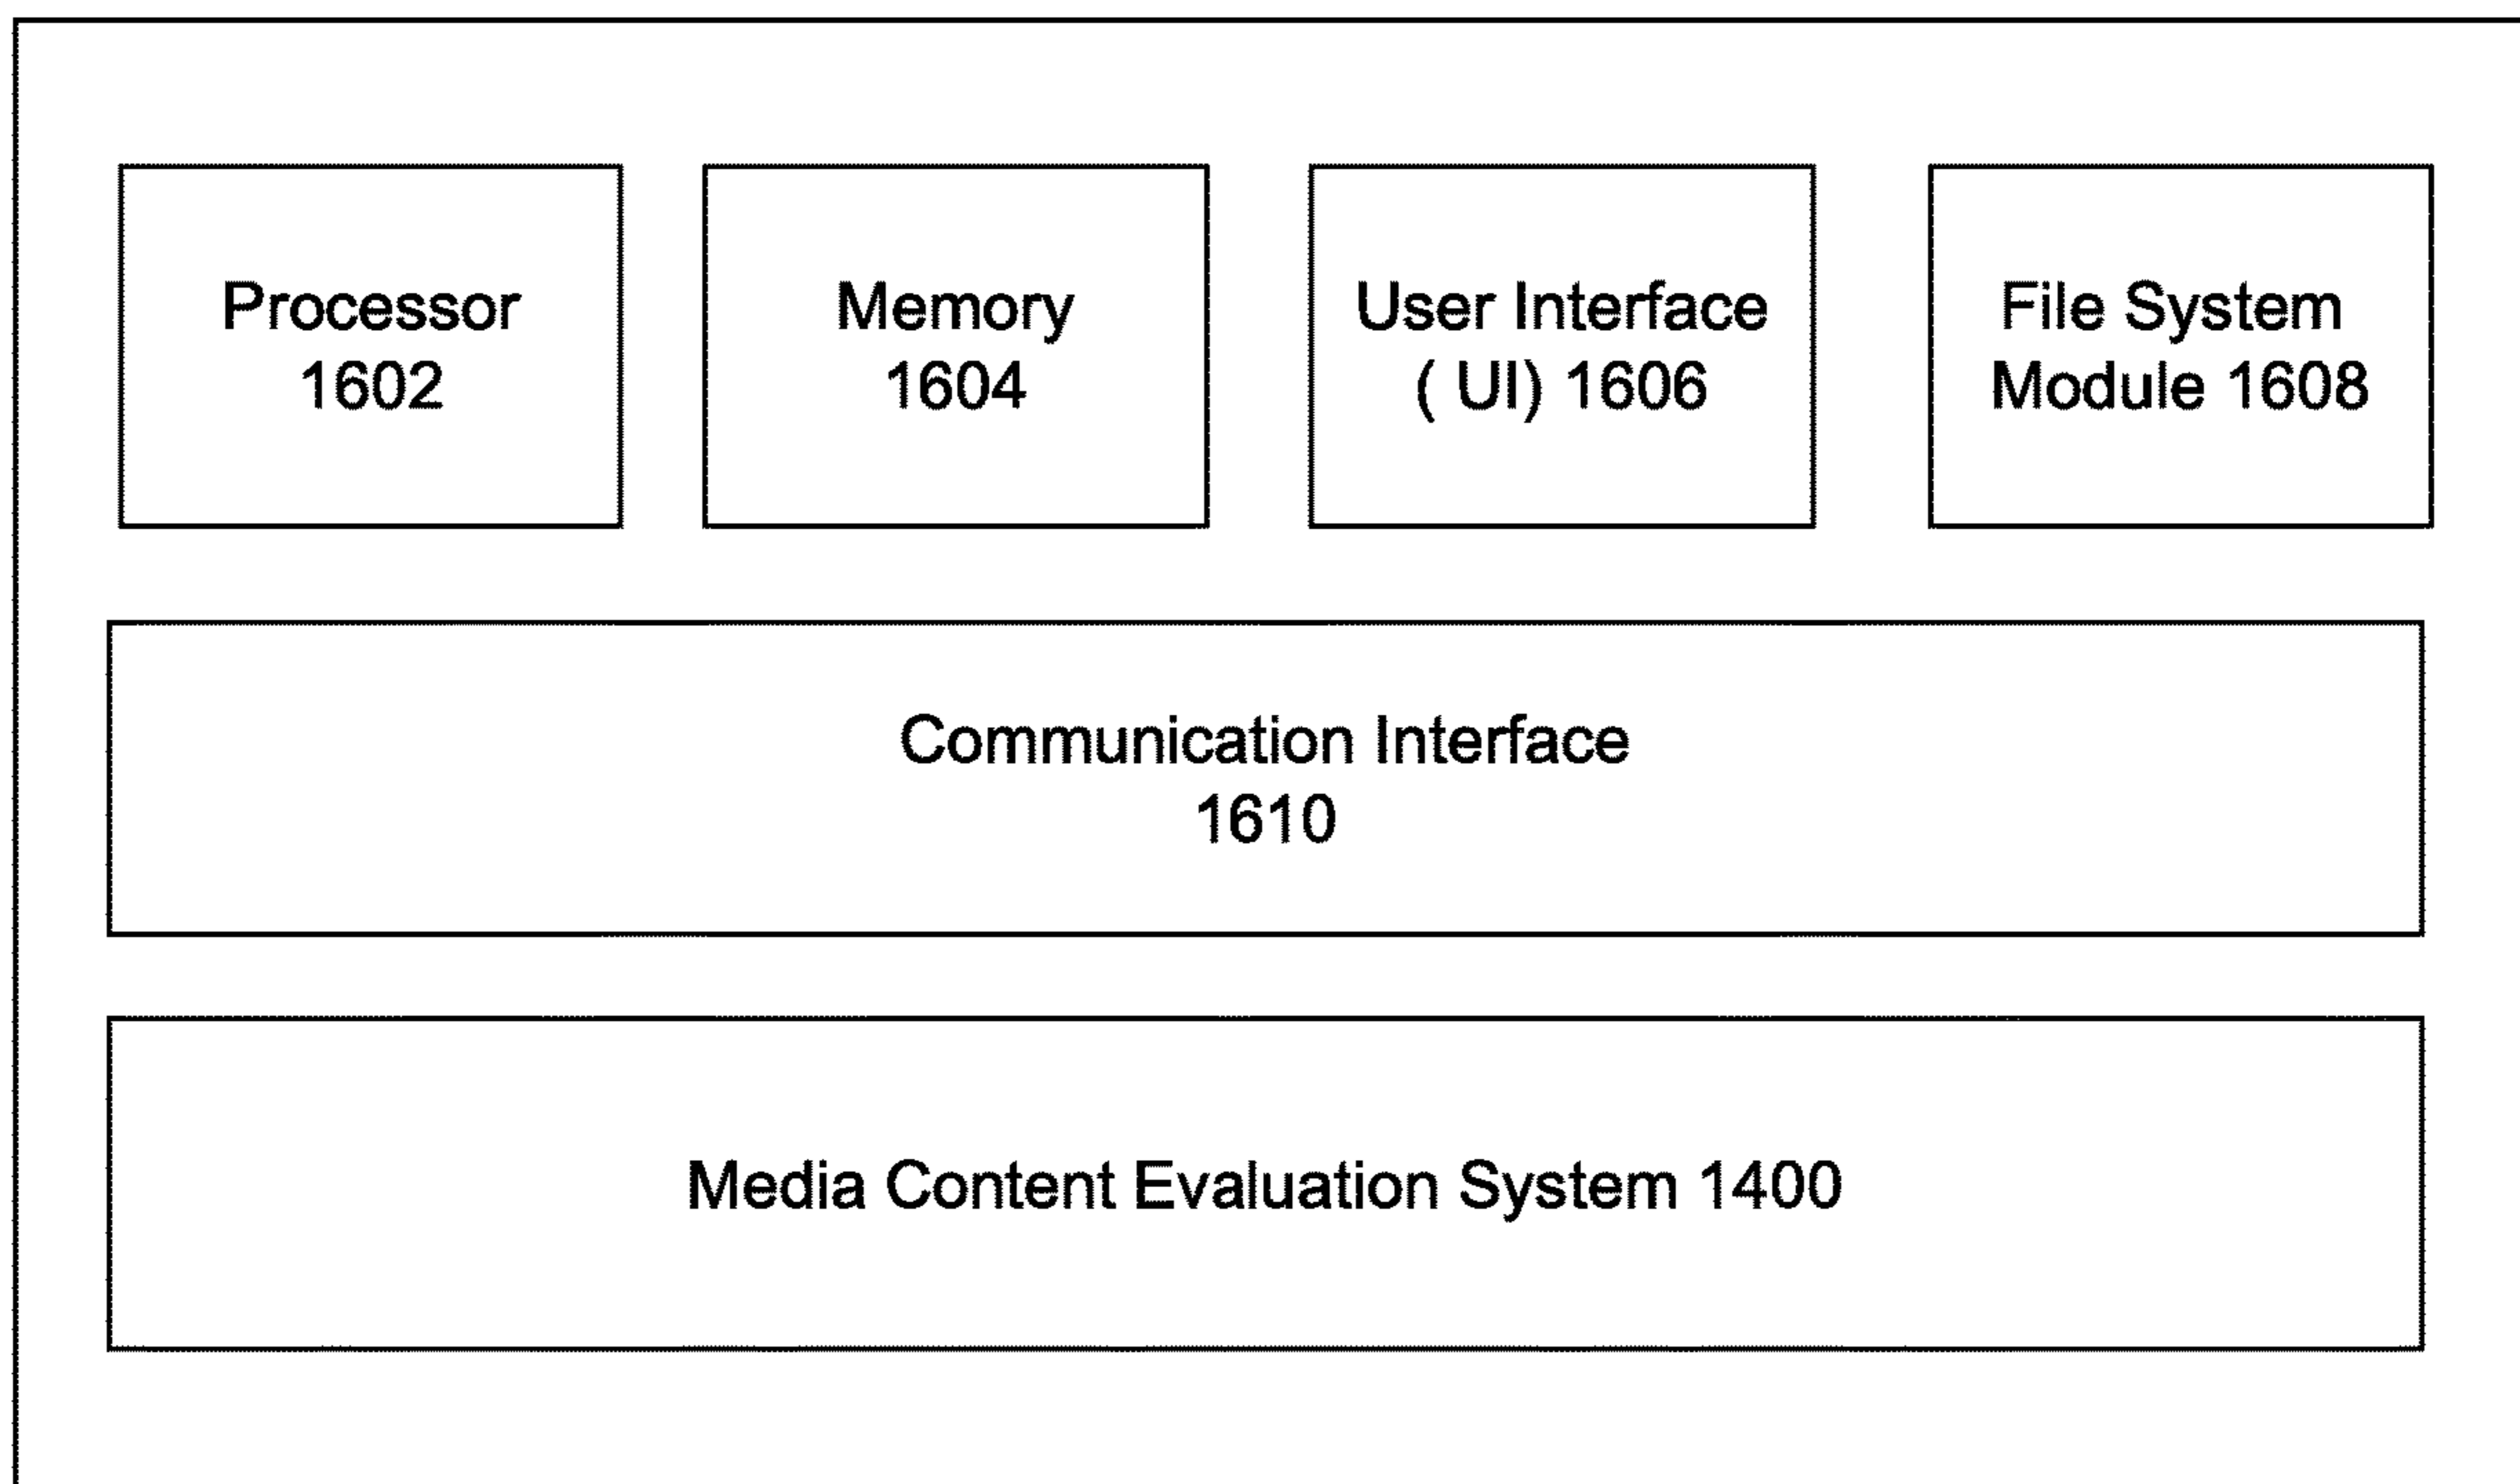 Processor
1602
Memory
1604
User Interface
( UI) 1606
File System
Module 1608
Communication Interface
1610
Media Content Evaluation System 1400